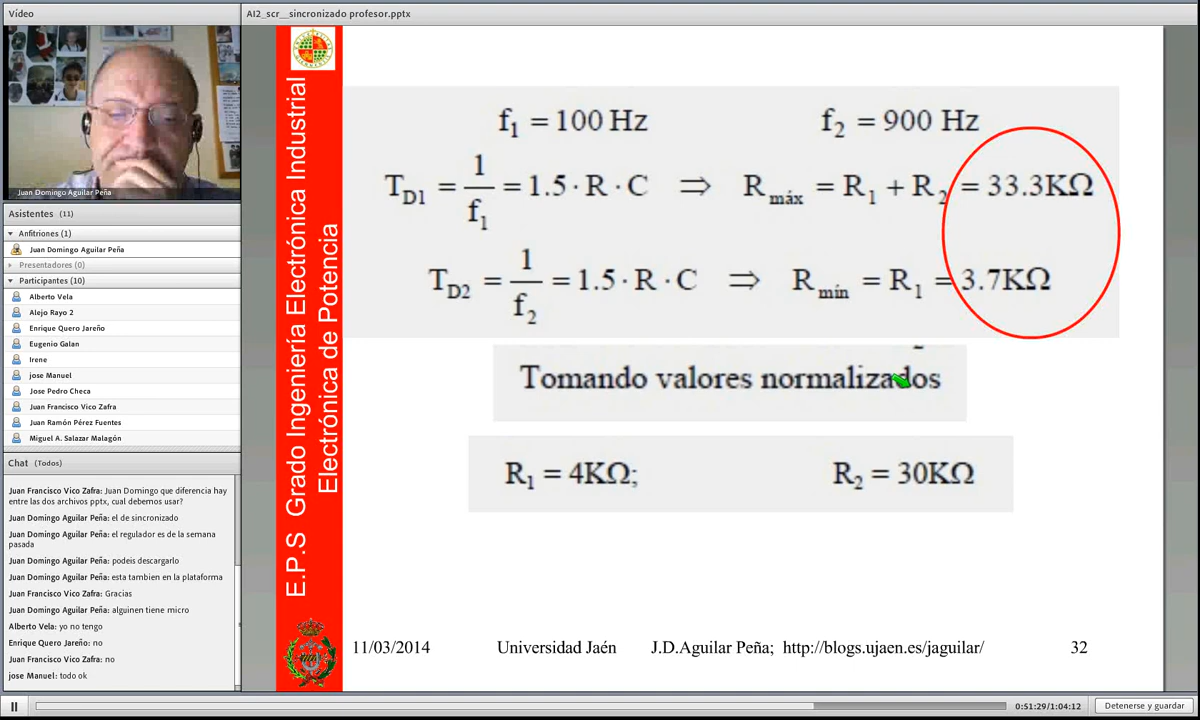 Vídeo
Juan Domingo Aguilar Peña
Asistentes (11)
Anfitriones (1)
Juan Domingo Aguilar Peña
Presentadores (0)
Participantes (10)
Alberto Vela
Alejo Rayo 2
Enrique Quero Jareño
Eugenio Galan
Irene
jose Manuel
Jose Pedro Checa
Juan Francisco Vico Zafra
Juan Ramón Pérez Fuentes
Miguel A. Salazar Malagón
Chat (Todos)
Juan Francisco Vico Zafra: Juan Domingo que diferencia hay
entre las dos archivos pptx, cual debemos usar?
Juan Domingo Aguilar Peña: el de sincronizado
Juan Domingo Aguilar Peña: el regulador es de la semana
pasada
Juan Domingo Aguilar Peña: podeis descargarlo
Juan Domingo Aguilar Peña: esta tambien en la plataforma
Juan Francisco Vico Zafra: Gracias
Juan Domingo Aguilar Peña: alguinen tiene micro
Alberto Vela: yo no tengo
Enrique Quero Jareño: no
Juan Francisco Vico Zafra: no
jose Manuel: todo ok
AI2_scr__sincronizado profesor.pptx
E.P.S Grado Ingeniería Electrónica Industrial
Electrónica de Potencia
f₁ = 100 Hz f₂ = 900 Hz
T_D1 = 1/f₁ = 1.5 · R · C ⇒ R_máx = R₁ + R₂ = 33.3KΩ
T_D2 = 1/f₂ = 1.5 · R · C ⇒ R_mín = R₁ = 3.7KΩ
Tomando valores normalizados
R₁ = 4KΩ; R₂ = 30KΩ
11/03/2014 Universidad Jaén J.D.Aguilar Peña; http://blogs.ujaen.es/jaguilar/ 32
0:51:29/1:04:12 Detenerse y guardar